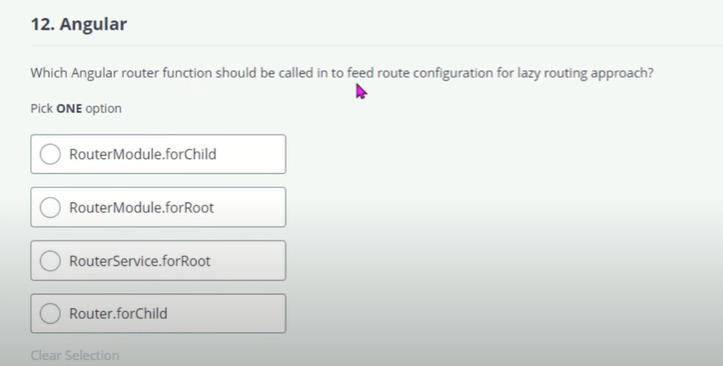 12. Angular
Which Angular router function should be called in to feed route configuration for lazy routing approach?
Pick ONE option
RouterModule.forChild
RouterModule.forRoot
RouterService.forRoot
Router.forChild
Clear Selection